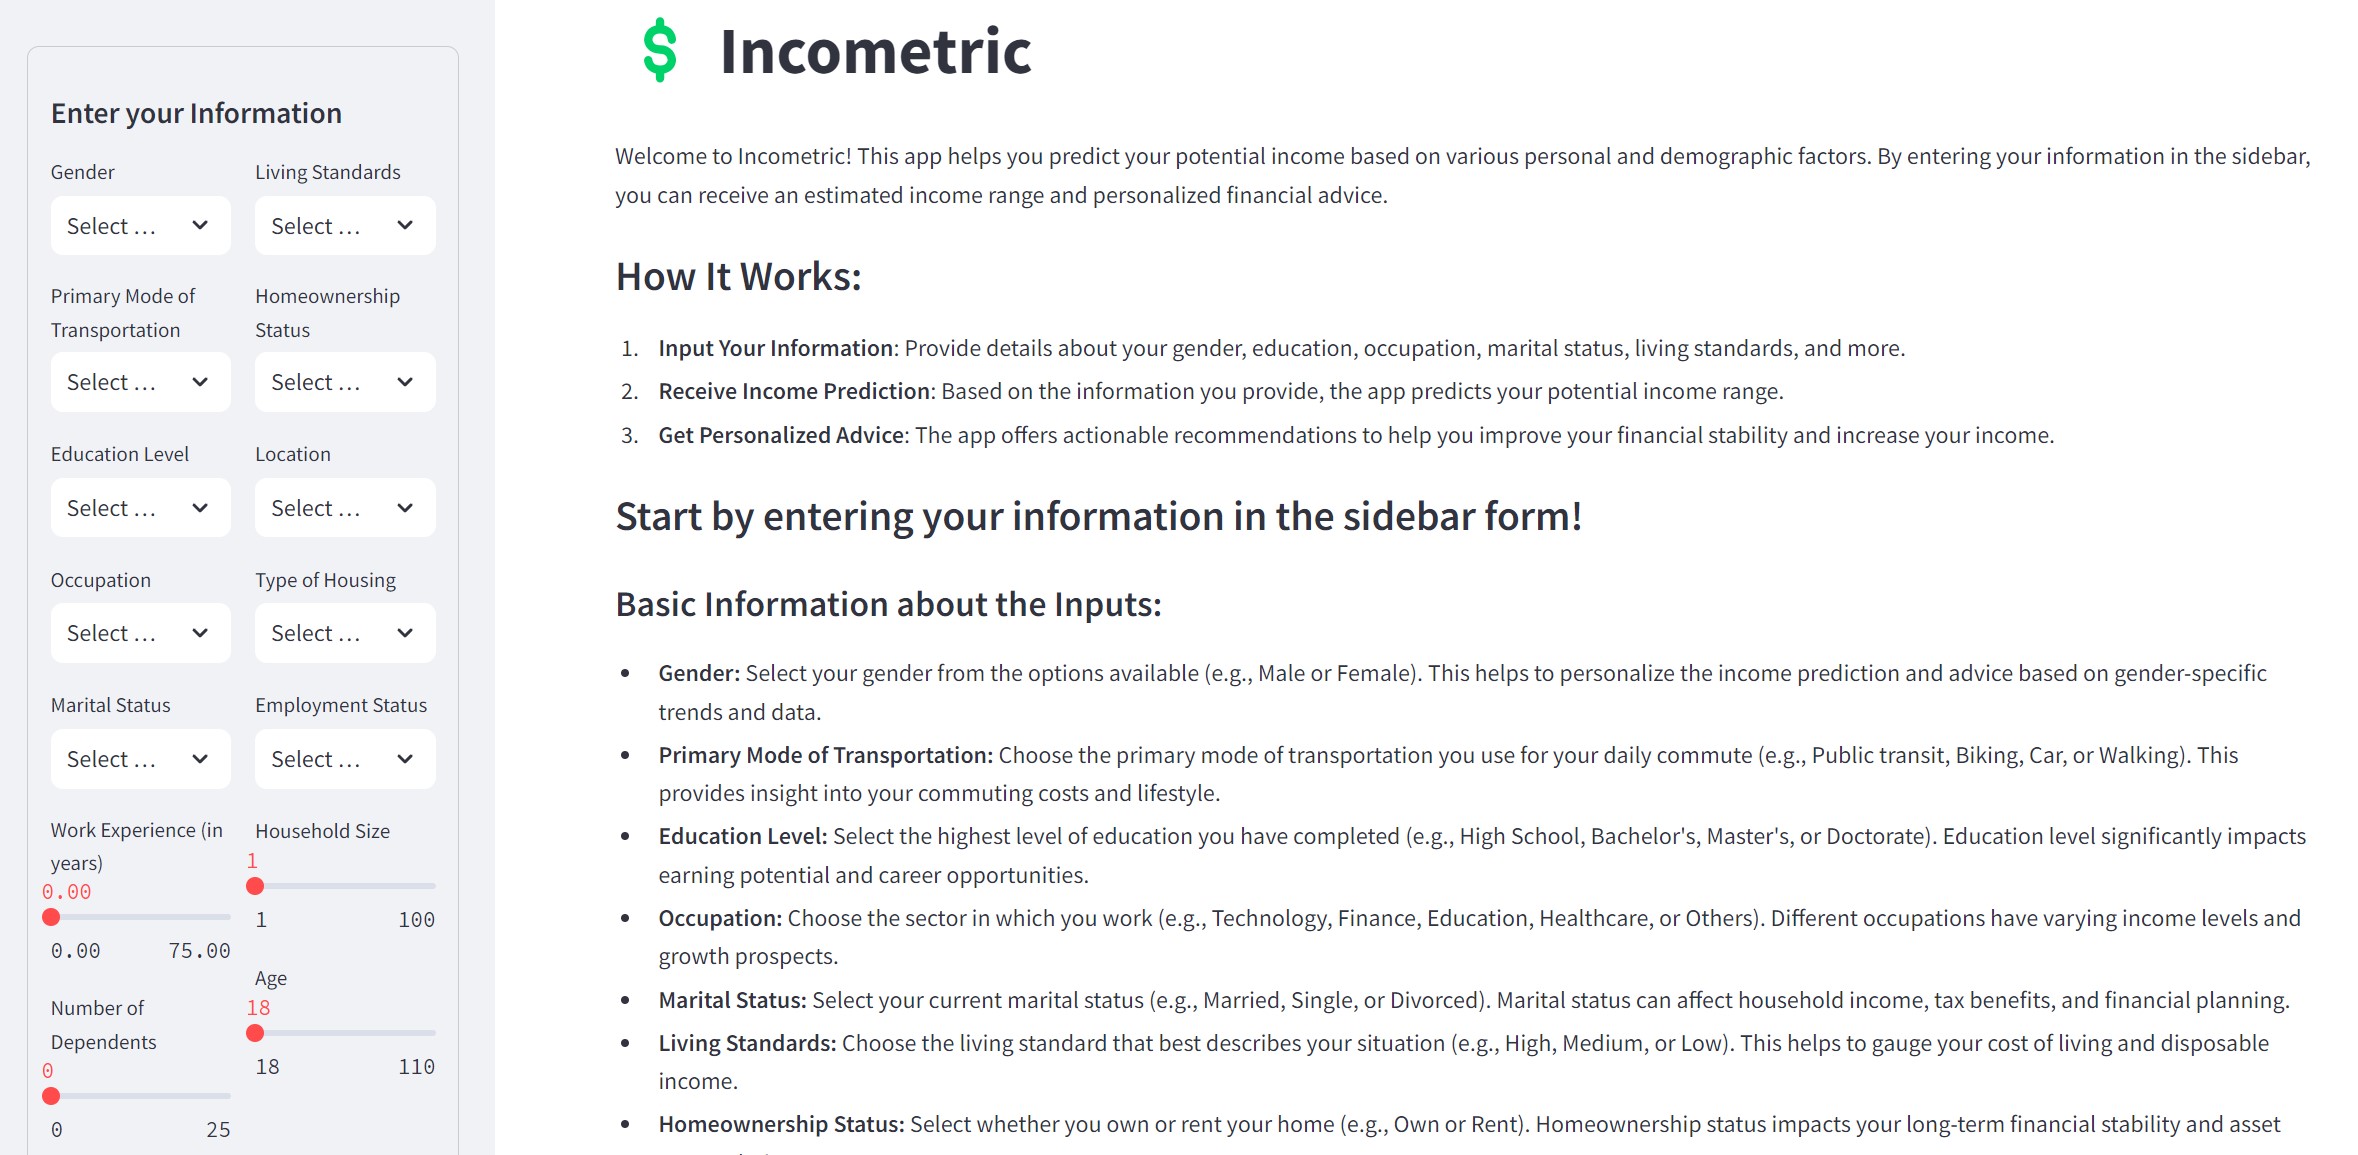 Enter your Information
Gender
Living Standards
Select ...
Select ...
Primary Mode of
Transportation
Homeownership
Status
Select ...
Select ...
Education Level
Location
Select ...
Select ...
Occupation
Type of Housing
Select ...
Select ...
Marital Status
Employment Status
Select ...
Select ...
Work Experience (in
years)
0.00
0.00 75.00
Household Size
1
1 100
Number of
Dependents
0
0 25
Age
18
18 110
$ Incometric
Welcome to Incometric! This app helps you predict your potential income based on various personal and demographic factors. By entering your information in the sidebar,
you can receive an estimated income range and personalized financial advice.
How It Works:
1. Input Your Information: Provide details about your gender, education, occupation, marital status, living standards, and more.
2. Receive Income Prediction: Based on the information you provide, the app predicts your potential income range.
3. Get Personalized Advice: The app offers actionable recommendations to help you improve your financial stability and increase your income.
Start by entering your information in the sidebar form!
Basic Information about the Inputs:
• Gender: Select your gender from the options available (e.g., Male or Female). This helps to personalize the income prediction and advice based on gender-specific
trends and data.
• Primary Mode of Transportation: Choose the primary mode of transportation you use for your daily commute (e.g., Public transit, Biking, Car, or Walking). This
provides insight into your commuting costs and lifestyle.
• Education Level: Select the highest level of education you have completed (e.g., High School, Bachelor's, Master's, or Doctorate). Education level significantly impacts
earning potential and career opportunities.
• Occupation: Choose the sector in which you work (e.g., Technology, Finance, Education, Healthcare, or Others). Different occupations have varying income levels and
growth prospects.
• Marital Status: Select your current marital status (e.g., Married, Single, or Divorced). Marital status can affect household income, tax benefits, and financial planning.
• Living Standards: Choose the living standard that best describes your situation (e.g., High, Medium, or Low). This helps to gauge your cost of living and disposable
income.
• Homeownership Status: Select whether you own or rent your home (e.g., Own or Rent). Homeownership status impacts your long-term financial stability and asset